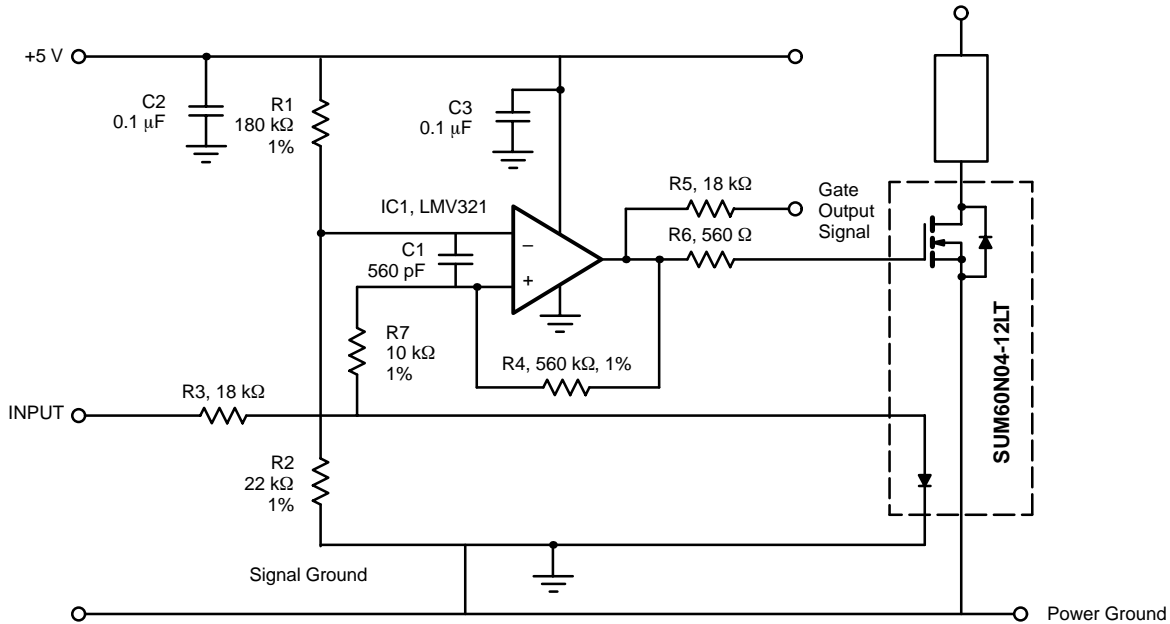 +5 V
C2
0.1 μF
R1
180 kΩ
1%
C3
0.1 μF
R5, 18 kΩ
Gate
Output
Signal
IC1, LMV321
R6, 560 Ω
C1
560 pF
−
+
R7
10 kΩ
1%
R4, 560 kΩ, 1%
R3, 18 kΩ
INPUT
SUM60N04-12LT
R2
22 kΩ
1%
Signal Ground
Power Ground